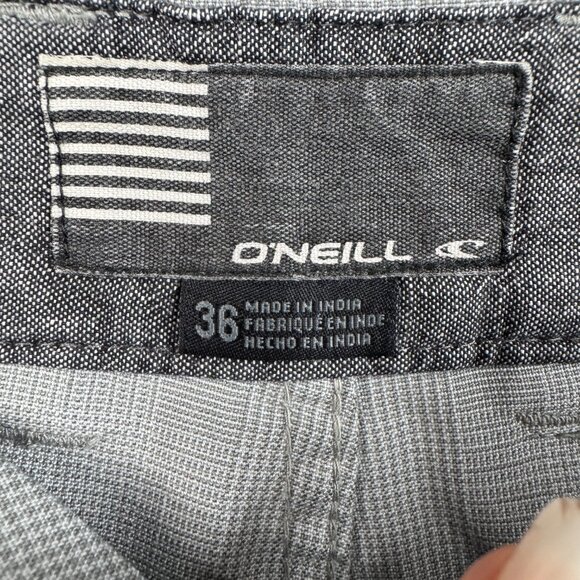 O'NEILL
36
MADE IN INDIA
FABRIQUÉ EN INDE
HECHO EN INDIA